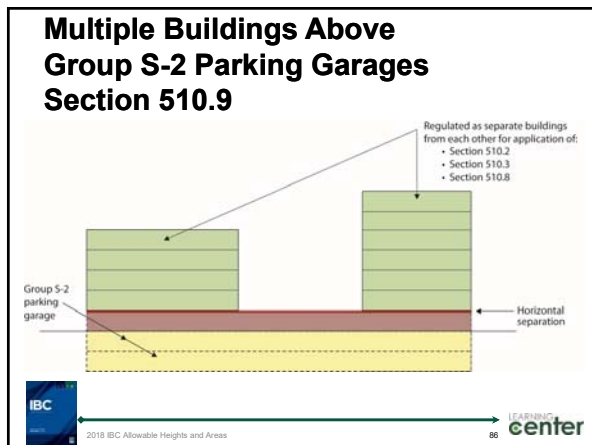 Multiple Buildings Above
Group S-2 Parking Garages
Section 510.9
Regulated as separate buildings
from each other for application of:
• Section 510.2
• Section 510.3
• Section 510.8
Group S-2
parking
garage
Horizontal
separation
IBC
2018 IBC Allowable Heights and Areas
86
LEARNING
center